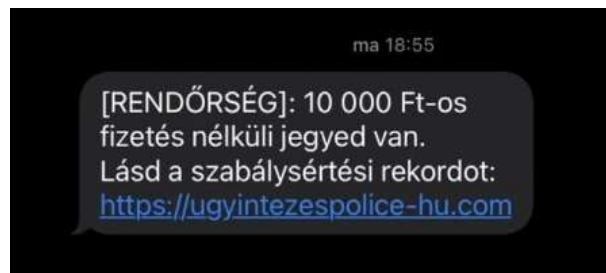 ma 18:55
[RENDŐRSÉG]: 10 000 Ft-os
fizetés nélküli jegyed van.
Lásd a szabálysértési rekordot:
https://ugyintezespolice-hu.com